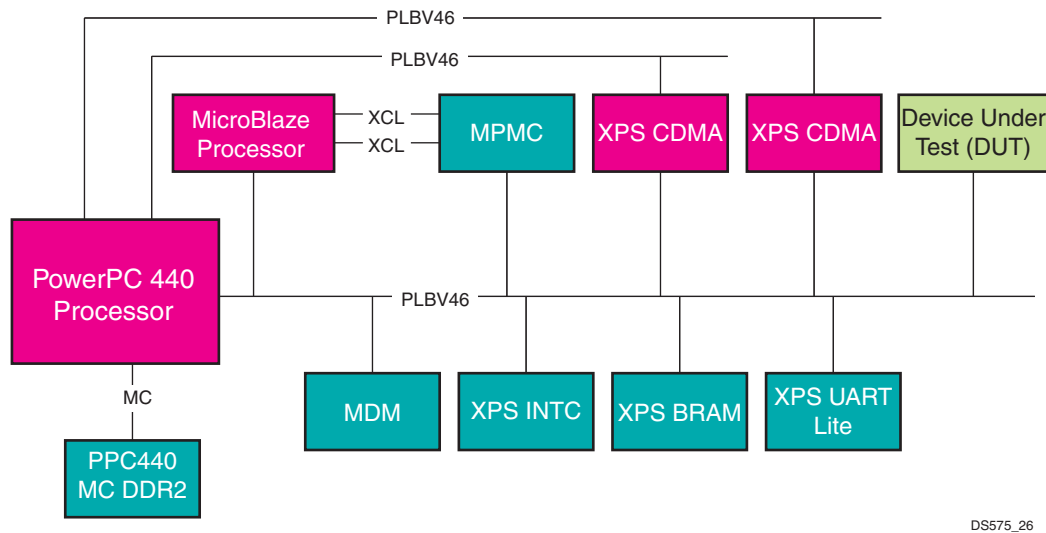 PLBV46
PLBV46
MicroBlaze
Processor
XCL
XCL
MPMC
XPS CDMA
XPS CDMA
Device Under
Test (DUT)
PowerPC 440
Processor
PLBV46
MC
MDM
XPS INTC
XPS BRAM
XPS UART
Lite
PPC440
MC DDR2
DS575_26